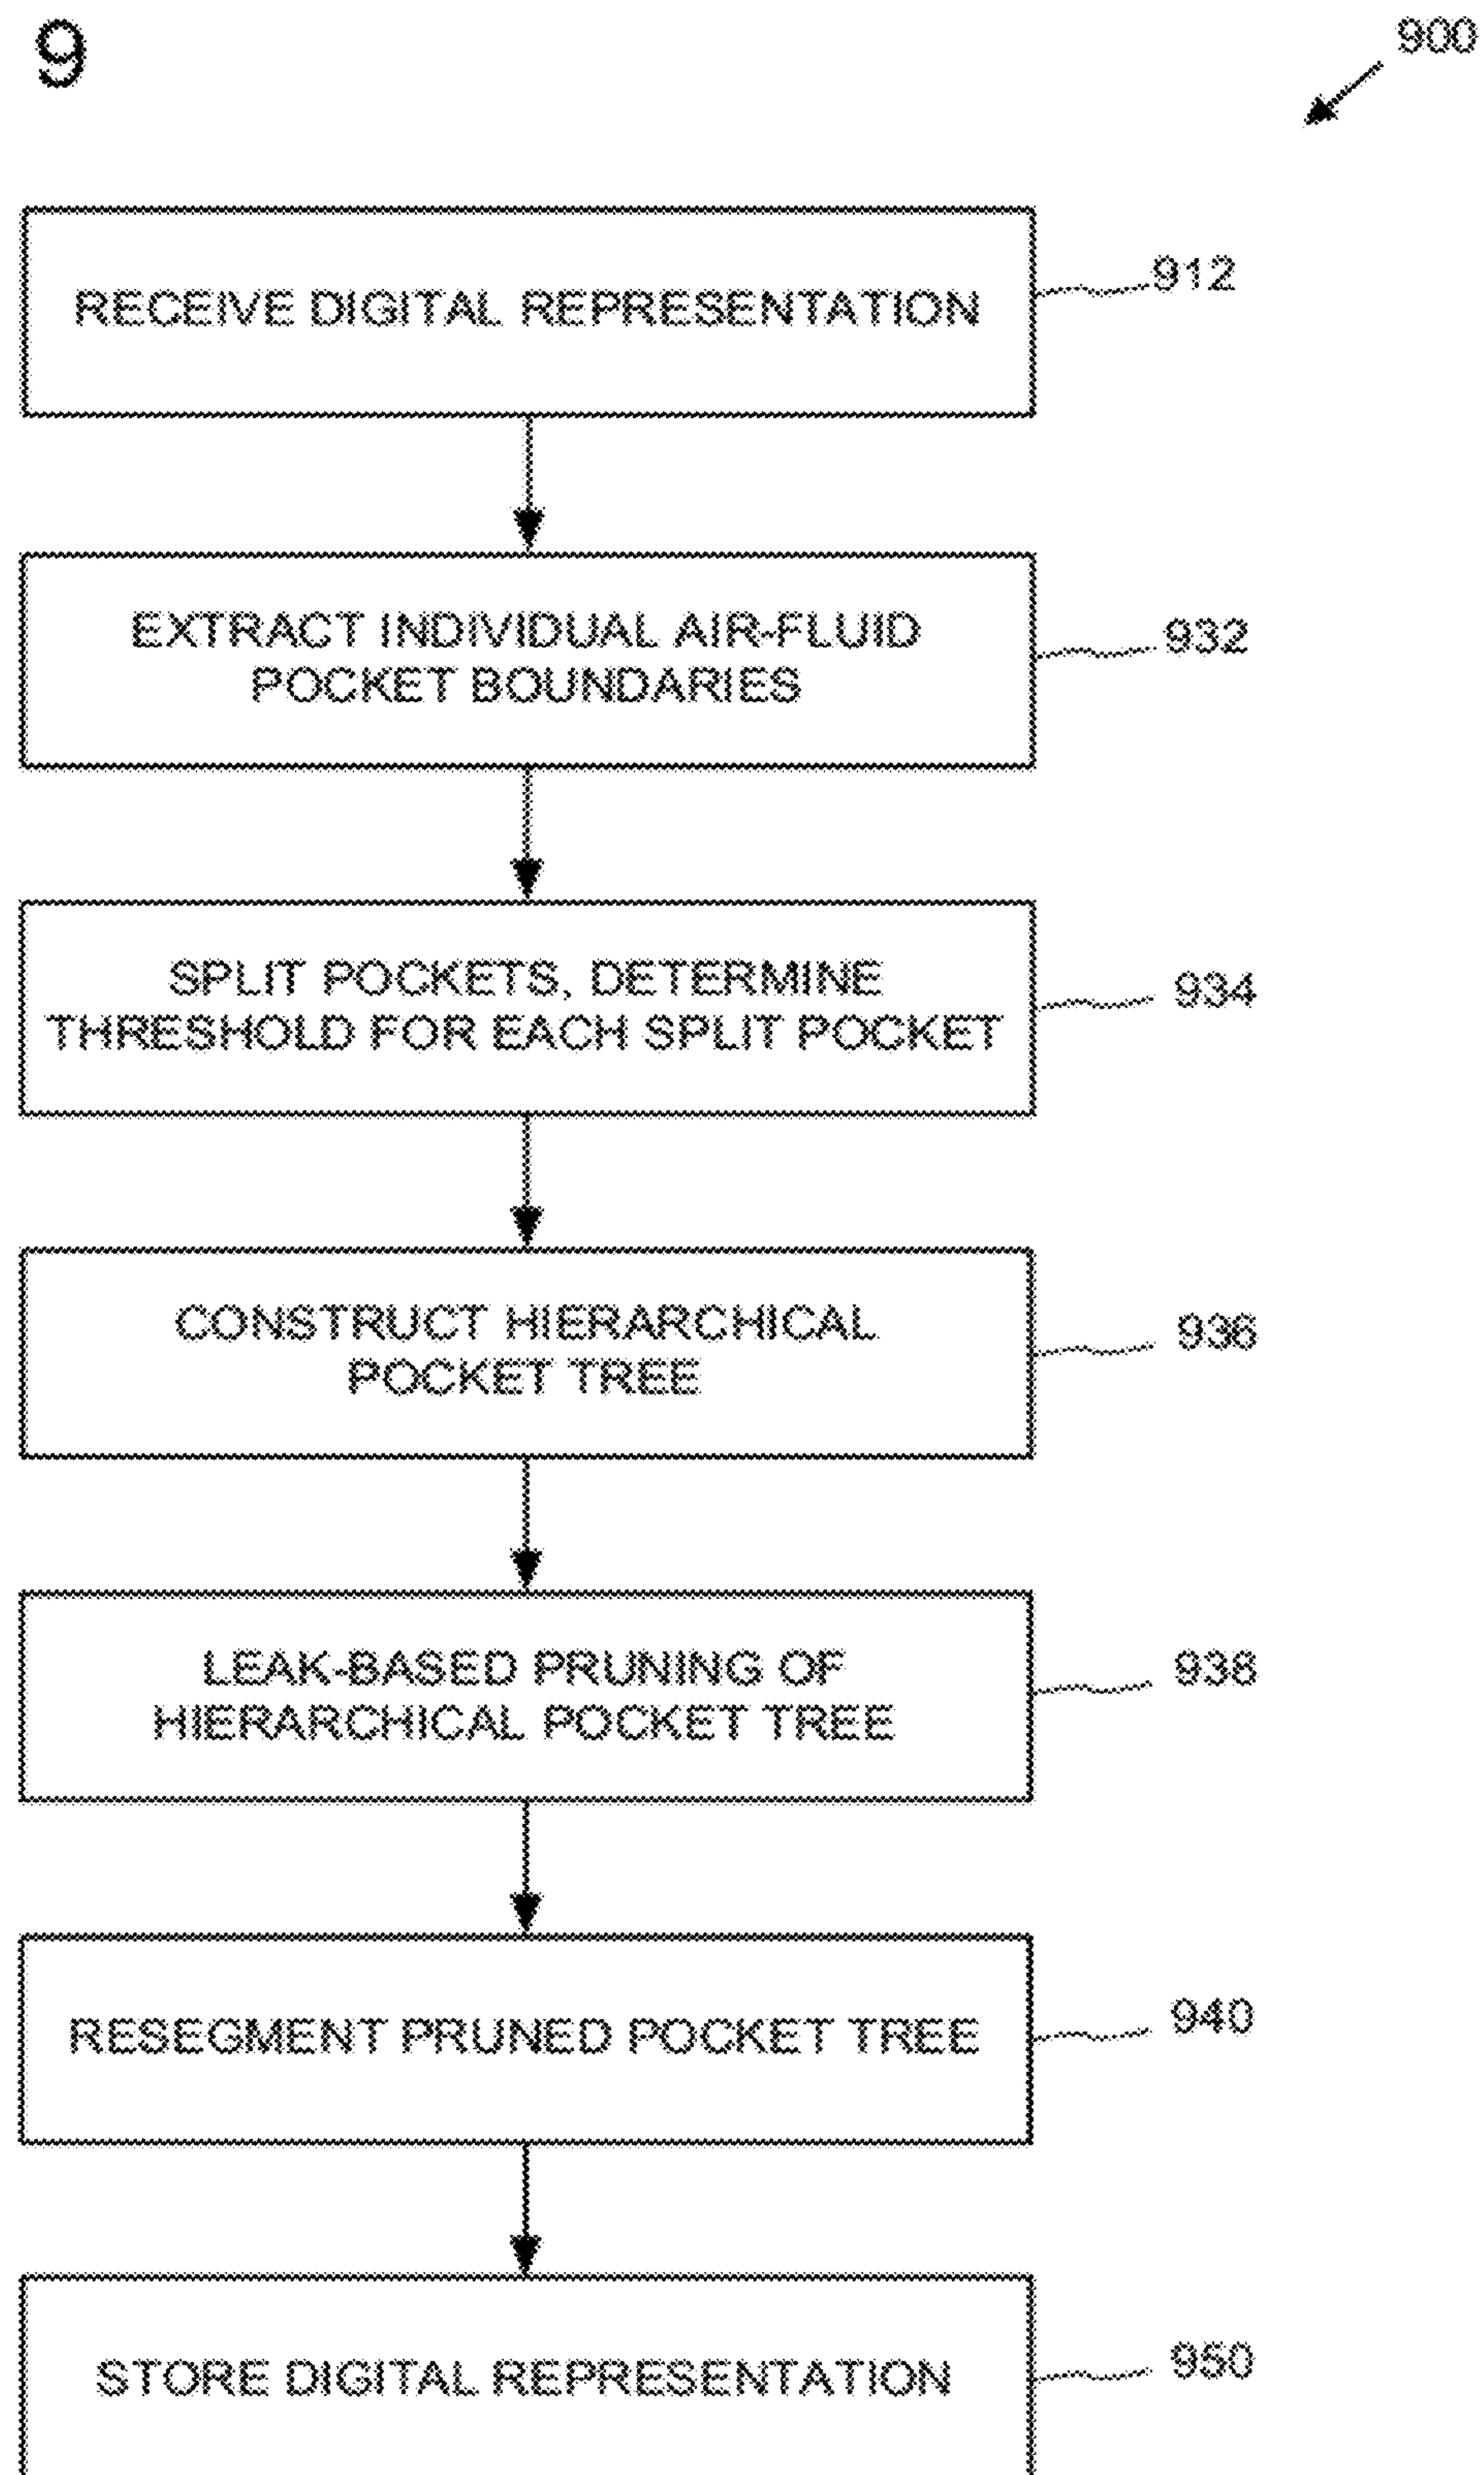 9
900
RECEIVE DIGITAL REPRESENTATION
912
EXTRACT INDIVIDUAL AIR-FLUID
POCKET BOUNDARIES
932
SPLIT POCKETS, DETERMINE
THRESHOLD FOR EACH SPLIT POCKET
934
CONSTRUCT HIERARCHICAL
POCKET TREE
936
LEAK-BASED PRUNING OF
HIERARCHICAL POCKET TREE
938
RESEGMENT PRUNED POCKET TREE
940
STORE DIGITAL REPRESENTATION
950